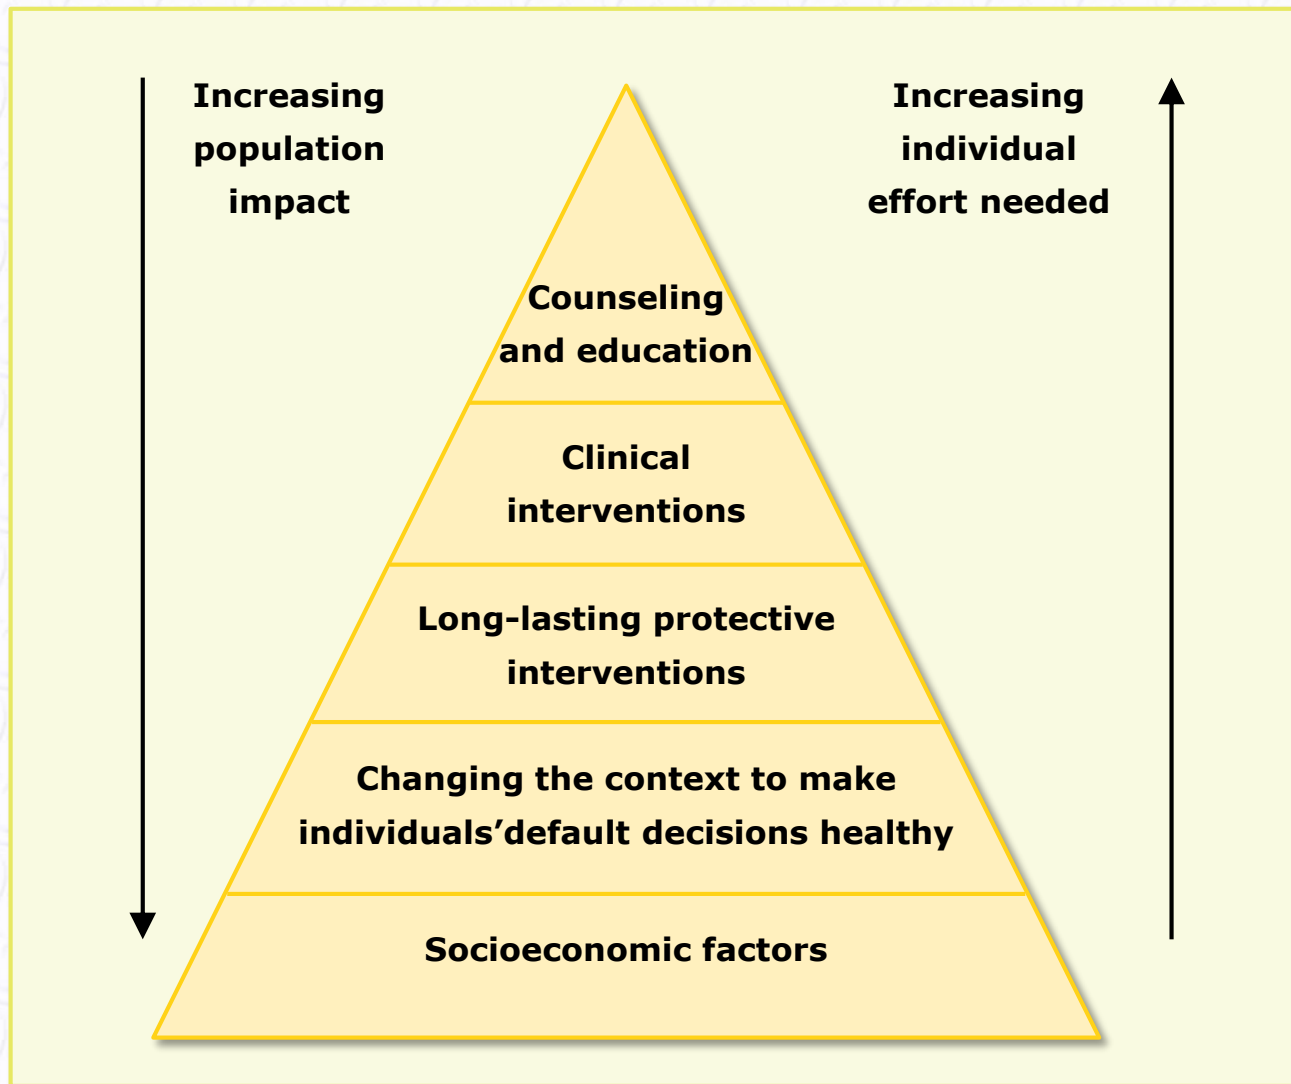 Increasing
population
impact
Increasing
individual
effort needed
Counseling
and education
Clinical
interventions
Long-lasting protective
interventions
Changing the context to make
individuals’default decisions healthy
Socioeconomic factors